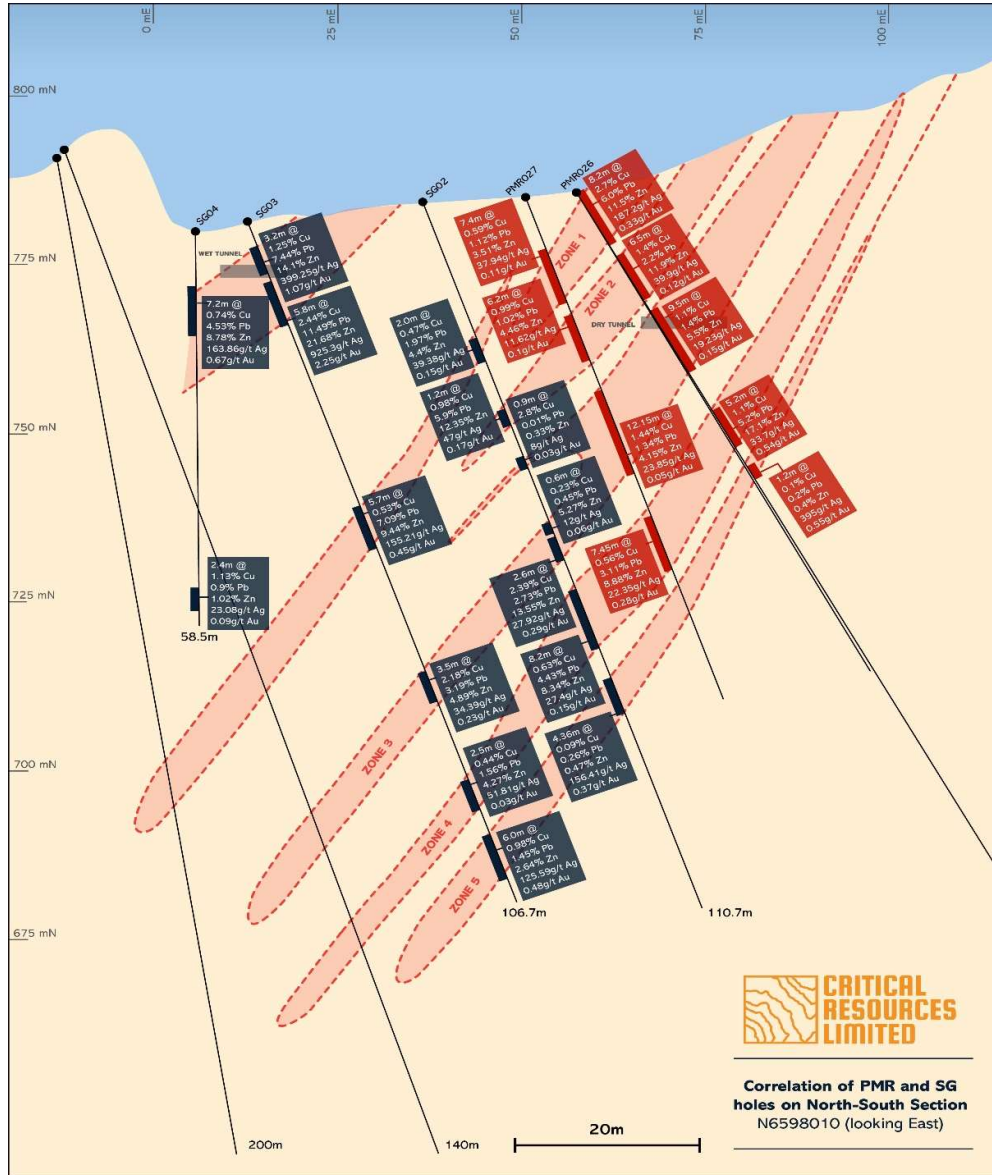 0 mE
25 mE
50 mE
75 mE
100 mE
800 mN
775 mN
750 mN
725 mN
700 mN
675 mN
SG04
SG03
SG02
PMR027
PMR026
WET TUNNEL
DRY TUNNEL
ZONE 1
ZONE 2
ZONE 3
ZONE 4
ZONE 5
7.2m @
0.74% Cu
4.53% Pb
8.78% Zn
163.86g/t Ag
0.67g/t Au
2.4m @
1.13% Cu
0.9% Pb
1.02% Zn
23.08g/t Ag
0.09g/t Au
58.5m
3.2m @
1.25% Cu
7.44% Pb
14.1% Zn
399.25g/t Ag
1.07g/t Au
5.8m @
2.44% Cu
11.49% Pb
21.68% Zn
925.3g/t Ag
2.25g/t Au
5.7m @
0.53% Cu
7.09% Pb
9.44% Zn
155.21g/t Ag
0.45g/t Au
3.5m @
2.18% Cu
3.19% Pb
4.89% Zn
34.39g/t Ag
0.23g/t Au
2.5m @
0.44% Cu
1.56% Pb
4.27% Zn
51.81g/t Ag
0.03g/t Au
6.0m @
0.98% Cu
1.45% Pb
2.64% Zn
125.59g/t Ag
0.48g/t Au
106.7m
2.0m @
0.47% Cu
1.97% Pb
4.4% Zn
39.38g/t Ag
0.15g/t Au
1.2m @
0.98% Cu
5.9% Pb
12.35% Zn
47g/t Ag
0.17g/t Au
0.9m @
2.8% Cu
0.01% Pb
0.33% Zn
8g/t Ag
0.03g/t Au
0.6m @
0.23% Cu
0.45% Pb
5.27% Zn
12g/t Ag
0.06g/t Au
2.6m @
2.39% Cu
2.73% Pb
13.55% Zn
27.92g/t Ag
0.29g/t Au
8.2m @
0.63% Cu
4.43% Pb
8.34% Zn
27.4g/t Ag
0.15g/t Au
4.36m @
0.09% Cu
0.26% Pb
0.47% Zn
156.41g/t Ag
0.37g/t Au
110.7m
7.4m @
0.59% Cu
1.12% Pb
3.51% Zn
37.94g/t Ag
0.11g/t Au
6.2m @
0.99% Cu
1.02% Pb
4.46% Zn
11.62g/t Ag
0.1g/t Au
12.15m @
1.44% Cu
1.34% Pb
4.15% Zn
23.85g/t Ag
0.05g/t Au
7.45m @
0.56% Cu
3.11% Pb
8.88% Zn
22.35g/t Ag
0.28g/t Au
8.2m @
2.7% Cu
6.0% Pb
11.5% Zn
187.2g/t Ag
0.33g/t Au
6.5m @
1.4% Cu
2.2% Pb
11.9% Zn
39.9g/t Ag
0.12g/t Au
9.5m @
1.1% Cu
1.4% Pb
5.5% Zn
19.23g/t Ag
0.15g/t Au
5.2m @
1.1% Cu
5.2% Pb
17.1% Zn
33.7g/t Ag
0.54g/t Au
1.2m @
0.1% Cu
0.2% Pb
0.4% Zn
395g/t Ag
0.55g/t Au
200m
140m
20m
CRITICAL
RESOURCES
LIMITED
Correlation of PMR and SG
holes on North-South Section
N6598010 (looking East)